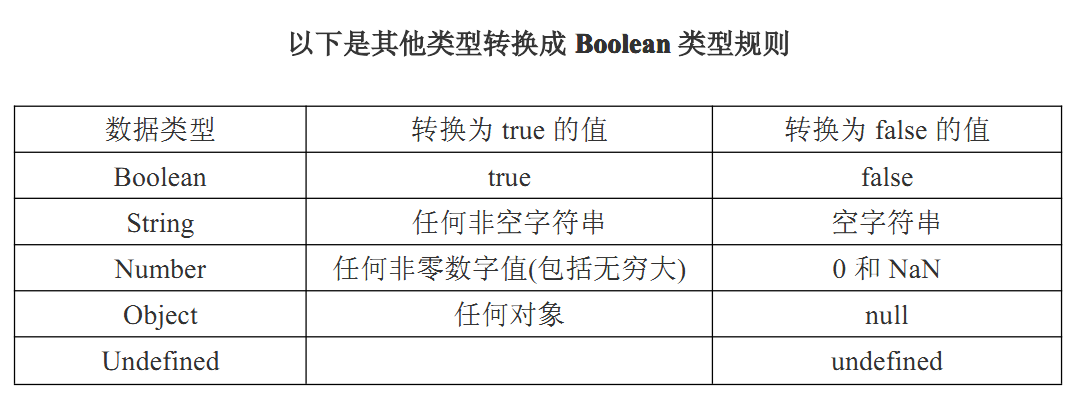 以下是其他类型转换成 Boolean 类型规则
数据类型 转换为 true 的值 转换为 false 的值
Boolean true false
String 任何非空字符串 空字符串
Number 任何非零数字值(包括无穷大) 0 和 NaN
Object 任何对象 null
Undefined undefined